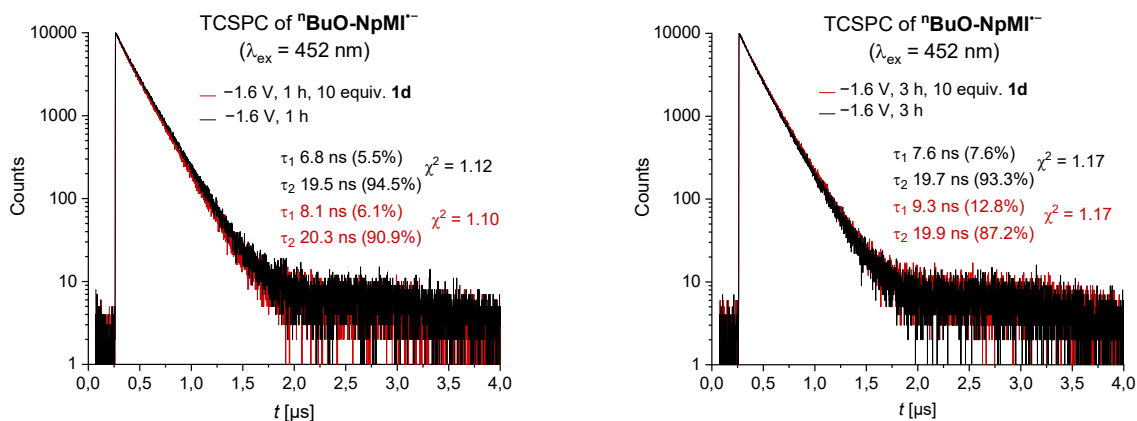 TCSPC of ⁿBuO-NpMI•−
(λex = 452 nm)
−1.6 V, 1 h, 10 equiv. 1d
−1.6 V, 1 h
τ1 6.8 ns (5.5%)
τ2 19.5 ns (94.5%)
χ² = 1.12
τ1 8.1 ns (6.1%)
τ2 20.3 ns (90.9%)
χ² = 1.10
Counts
10000
1000
100
10
1
0,0 0,5 1,0 1,5 2,0 2,5 3,0 3,5 4,0
t [µs]
TCSPC of ⁿBuO-NpMI•−
(λex = 452 nm)
−1.6 V, 3 h, 10 equiv. 1d
−1.6 V, 3 h
τ1 7.6 ns (7.6%)
τ2 19.7 ns (93.3%)
χ² = 1.17
τ1 9.3 ns (12.8%)
τ2 19.9 ns (87.2%)
χ² = 1.17
Counts
10000
1000
100
10
1
0,0 0,5 1,0 1,5 2,0 2,5 3,0 3,5 4,0
t [µs]